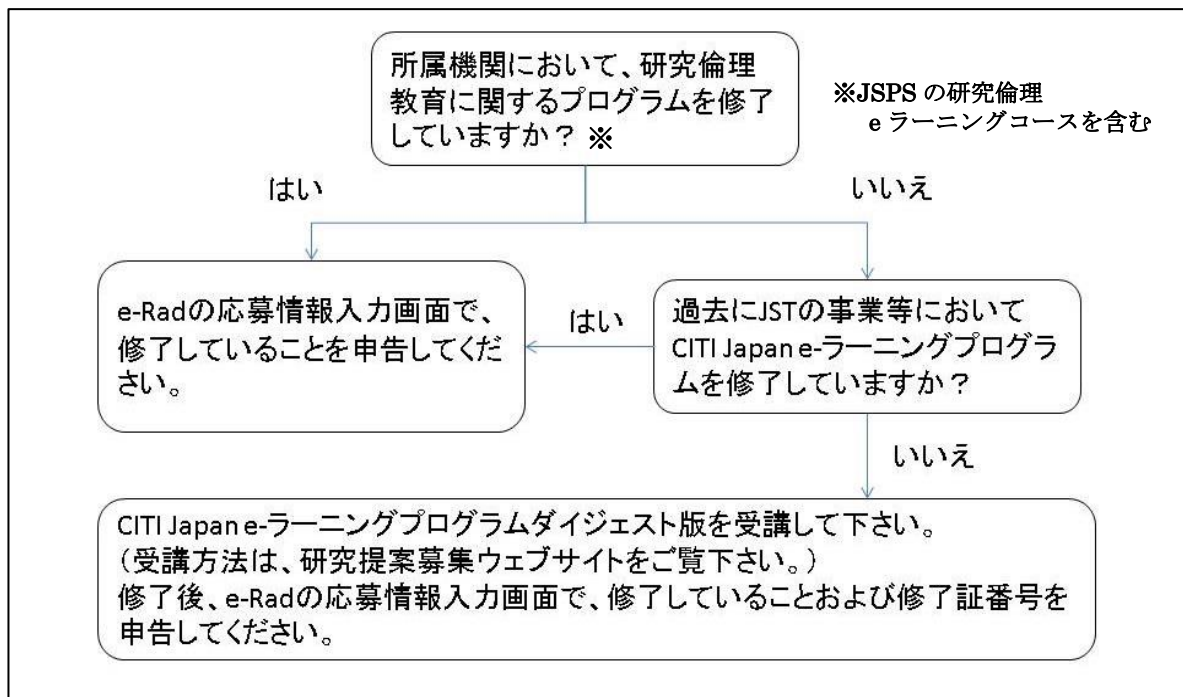 所属機関において、研究倫理
教育に関するプログラムを修了
していますか？ ※
※JSPS の研究倫理
e ラーニングコースを含む
はい
いいえ
e-Radの応募情報入力画面で、
修了していることを申告してくだ
さい。
はい
過去にJSTの事業等において
CITI Japan e-ラーニングプログラ
ムを修了していますか？
いいえ
CITI Japan e-ラーニングプログラムダイジェスト版を受講して下さい。
（受講方法は、研究提案募集ウェブサイトをご覧下さい。）
修了後、e-Radの応募情報入力画面で、修了していることおよび修了証番号を
申告してください。